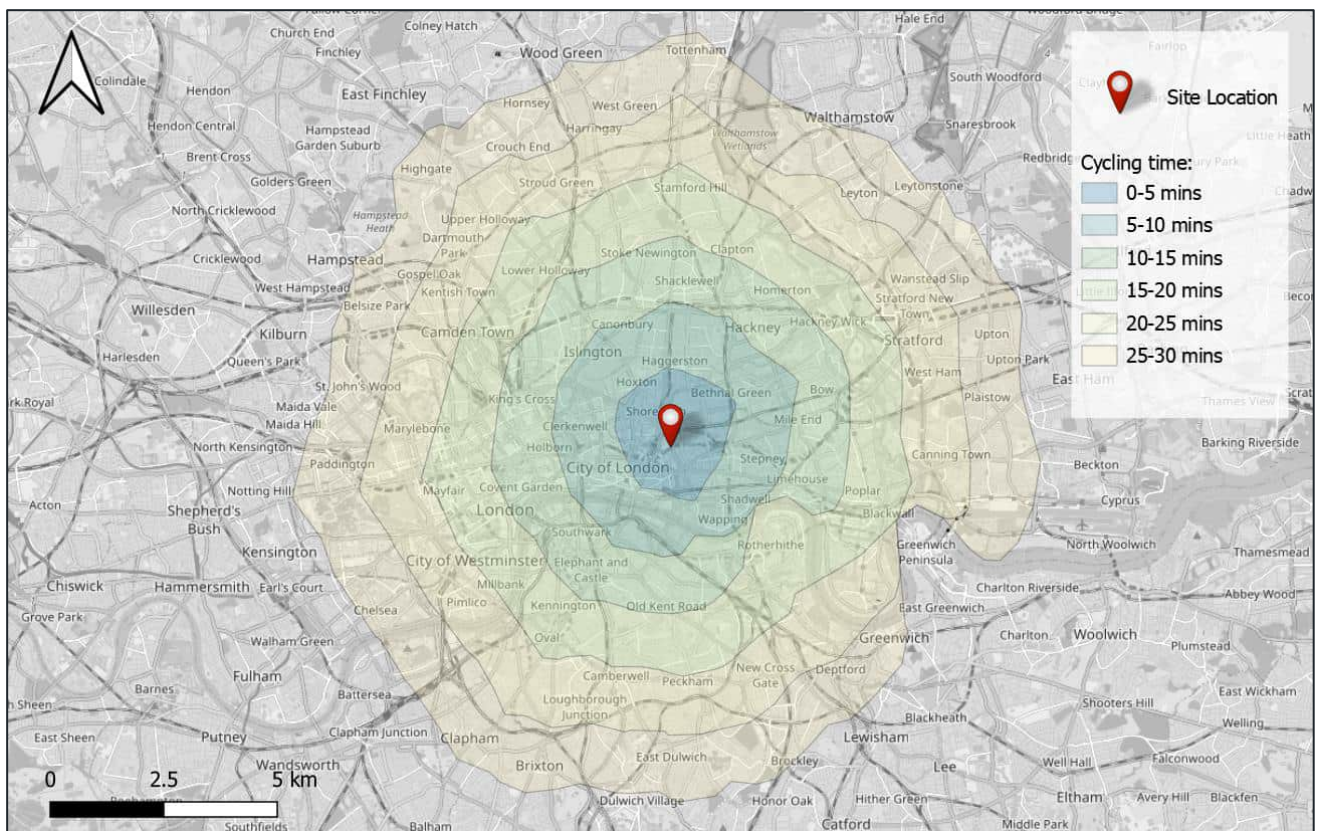 Colney Hatch
Hale End
Church End
Finchley
Wood Green
Tottenham
Fairlop
Colindale
Hendon
East Finchley
South Woodford
Site Location
Hornsey
West Green
Walthamstow
Hendon Central
Hampstead
Garden Suburb
Harringay
Snaresbrook
Little Heath
Brent Cross
Crouch End
Walthamstow
Wetlands
Redbridge
Highgate
Cycling time:
Golders Green
Stroud Green
Stamford Hill
Leyton
Leytonstone
0-5 mins
North Cricklewood
Hampstead
Heath
Upper Holloway
5-10 mins
Dartmouth
Park
Cricklewood
Hampstead
Stoke Newington
Clapton
10-15 mins
Gospel Oak
Lower Holloway
West Hampstead
Kentish Town
Shacklewell
Homerton
Wanstead Slip
15-20 mins
Belsize Park
Stratford New
Town
Willesden
Kilburn
Camden Town
Canonbury
Hackney
Hackney Wick
Stratford
Upton
20-25 mins
Harlesden
Queen's Park
Islington
Haggerston
Upton Park
25-30 mins
West Ham
East Ham
St. John's Wood
Hoxton
Bethnal Green
Bow
Plaistow
Thames View
rk Royal
Maida Vale
Maida Hill
King's Cross
Mile End
Marylebone
Clerkenwell
North Kensington
Holborn
Canning Town
Barking Riverside
Paddington
City of London
Stepney
Beckton
Notting Hill
Mayfair
Covent Garden
Limehouse
Poplar
Cyprus
Acton
Shepherd's
Bush
London
Shadwell
Blackwall
Wapping
Southwark
Kensington
City of Westminster
Elephant and
Castle
Rotherhithe
Greenwich
Peninsula
North Woolwich
Thamesmead
Chiswick
Hammersmith
Earl's Court
Millbank
Charlton Riverside
Abbey Wood
Grove Park
Chelsea
Pimlico
Kennington
Old Kent Road
East Greenwich
Walham Green
Oval
Greenwich
Charlton
Woolwich
Plumstead
Fulham
Camberwell
Peckham
New Cross
Gate
Deptford
Barnes
Battersea
Loughborough
Junction
East Wickham
h Sheen
Blackheath
Shooters Hill
Welling
East Sheen
Putney
Clapham Junction
Clapham
Lewisham
Wandsworth
Brixton
East Dulwich
Brockley
Lee
Well Hall
Falconwood
0
2.5
5 km
Dulwich Village
Honor Oak
Hither Green
Eltham
Avery Hill
Blackfen
Southfields
Balham
Catford
Middle Park